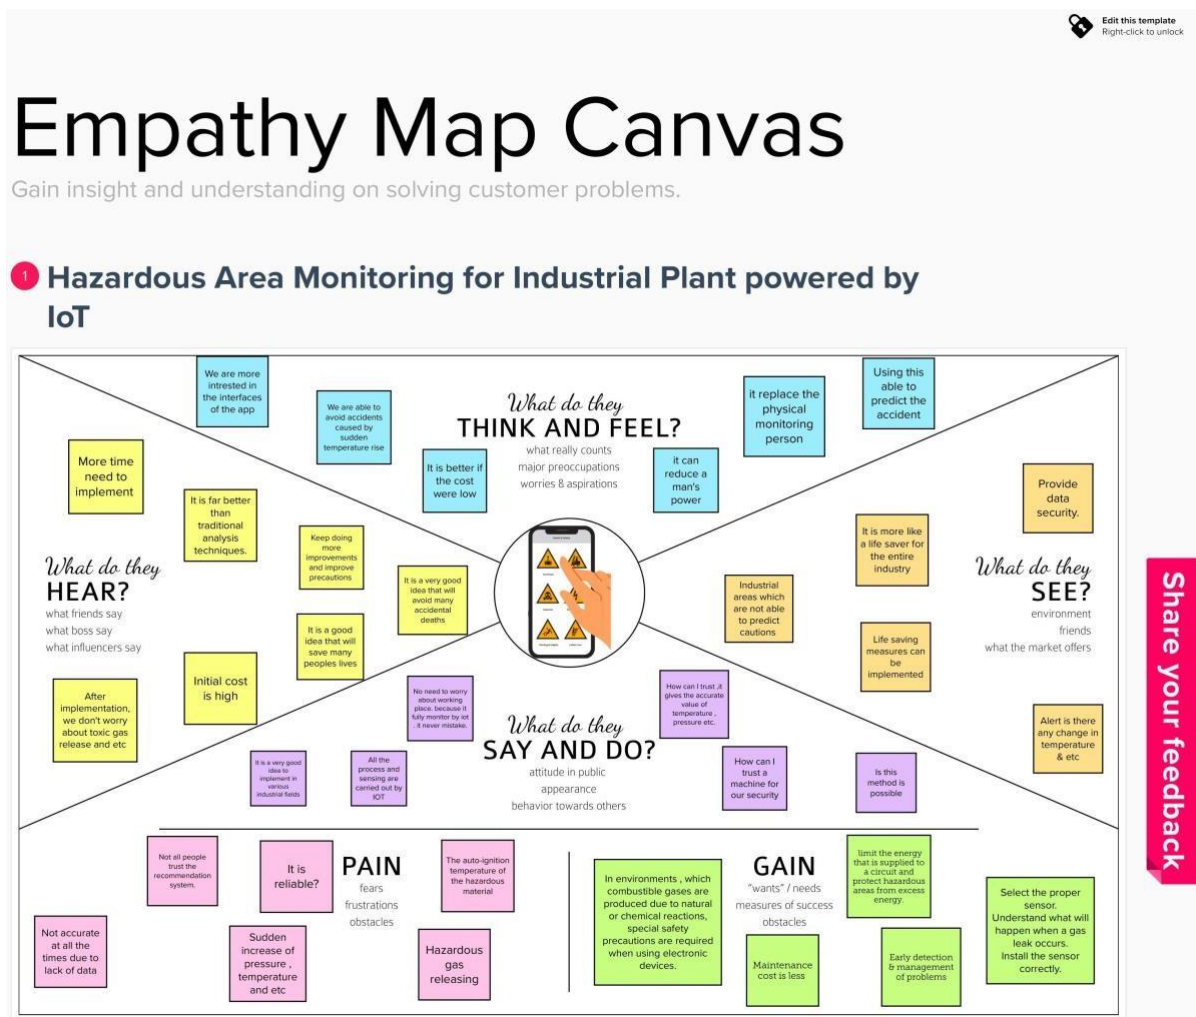 Edit this template
Right-click to unlock
Empathy Map Canvas
Gain insight and understanding on solving customer problems.
1
Hazardous Area Monitoring for Industrial Plant powered by
IoT
What do they
THINK AND FEEL?
what really counts
major preoccupations
worries & aspirations
We are more
intrested in
the interfaces
of the app
We are able to
avoid accidents
caused by
sudden
temperature rise
It is better if
the cost
were low
it can
reduce a
man's
power
it replace the
physical
monitoring
person
Using this
able to
predict the
accident
What do they
HEAR?
what friends say
what boss say
what influencers say
More time
need to
implement
It is far better
than
traditional
analysis
techniques.
Keep doing
more
improvements
and improve
precautions
It is a very good
idea that will
avoid many
accidental
deaths
It is a good
idea that will
save many
peoples lives
Initial cost
is high
After
implementation,
we don't worry
about toxic gas
release and etc
What do they
SEE?
environment
friends
what the market offers
Provide
data
security.
It is more like
a life saver for
the entire
industry
Industrial
areas which
are not able
to predict
cautions
Life saving
measures can
be
implemented
Alert is there
any change in
temperature
& etc
What do they
SAY AND DO?
attitude in public
appearance
behavior towards others
No need to worry
about working
place. because it
fully monitor by iot
. it never mistake.
It is a very good
idea to
implement in
various
industrial fields
All the
process and
sensing are
carried out by
IOT
How can I trust ,it
gives the accurate
value of
temperature ,
pressure etc.
How can I
trust a
machine for
our security
Is this
method is
possible
PAIN
fears
frustrations
obstacles
Not all people
trust the
recommendation
system.
It is
reliable?
The auto-ignition
temperature of
the hazardous
material
Not accurate
at all the
times due to
lack of data
Sudden
increase of
pressure ,
temperature
and etc
Hazardous
gas
releasing
GAIN
"wants" / needs
measures of success
obstacles
In environments , which
combustible gases are
produced due to natural
or chemical reactions,
special safety
precautions are required
when using electronic
devices.
limit the energy
that is supplied to
a circuit and
protect hazardous
areas from excess
energy.
Maintenance
cost is less
Early detection
& management
of problems
Select the proper
sensor.
Understand what will
happen when a gas
leak occurs.
Install the sensor
correctly.
Share your feedback